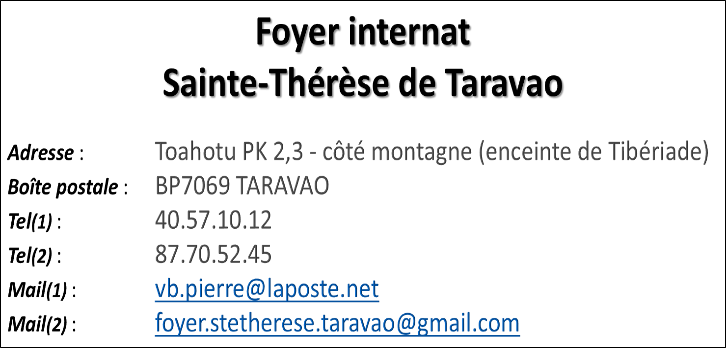 Foyer internat
Sainte-Thérèse de Taravao
Adresse : Toahotu PK 2,3 - côté montagne (enceinte de Tibériade)
Boîte postale : BP7069 TARAVAO
Tel(1) : 40.57.10.12
Tel(2) : 87.70.52.45
Mail(1) : vb.pierre@laposte.net
Mail(2) : foyer.stetherese.taravao@gmail.com